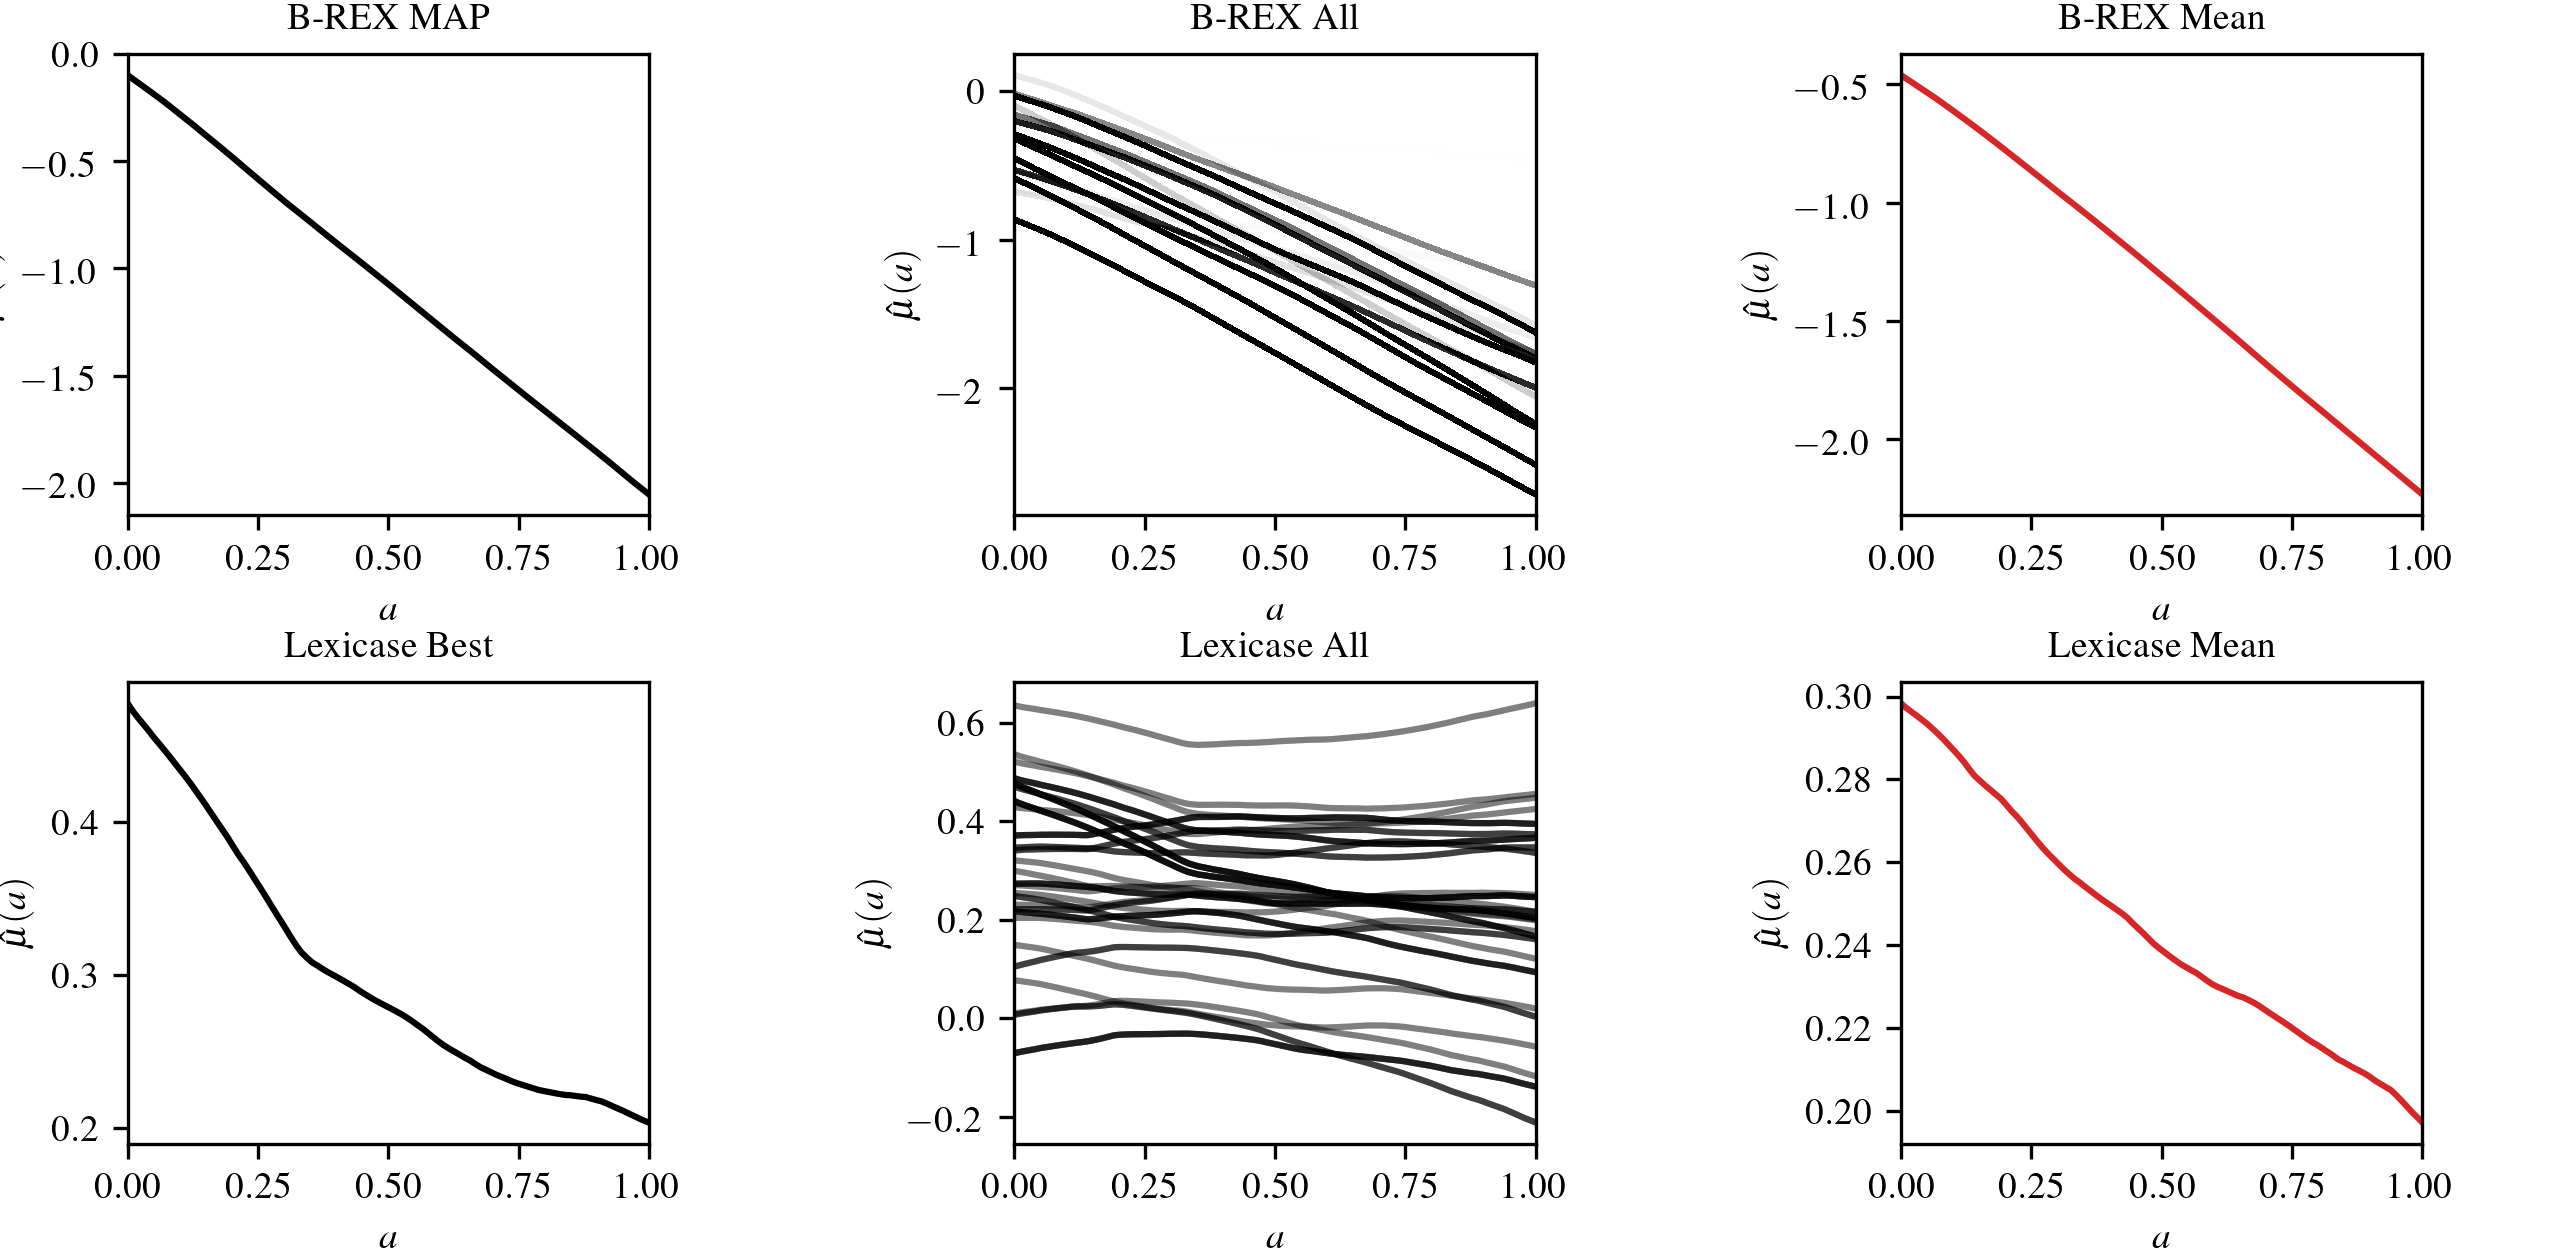 B-REX MAP
0.0
−0.5
−1.0
−1.5
−2.0
0.00 0.25 0.50 0.75 1.00
a
B-REX All
0
−1
−2
μ̂(a)
0.00 0.25 0.50 0.75 1.00
a
B-REX Mean
−0.5
−1.0
−1.5
−2.0
μ̂(a)
0.00 0.25 0.50 0.75 1.00
a
Lexicase Best
0.4
0.3
0.2
μ̂(a)
0.00 0.25 0.50 0.75 1.00
a
Lexicase All
0.6
0.4
0.2
0.0
−0.2
μ̂(a)
0.00 0.25 0.50 0.75 1.00
a
Lexicase Mean
0.30
0.28
0.26
0.24
0.22
0.20
μ̂(a)
0.00 0.25 0.50 0.75 1.00
a